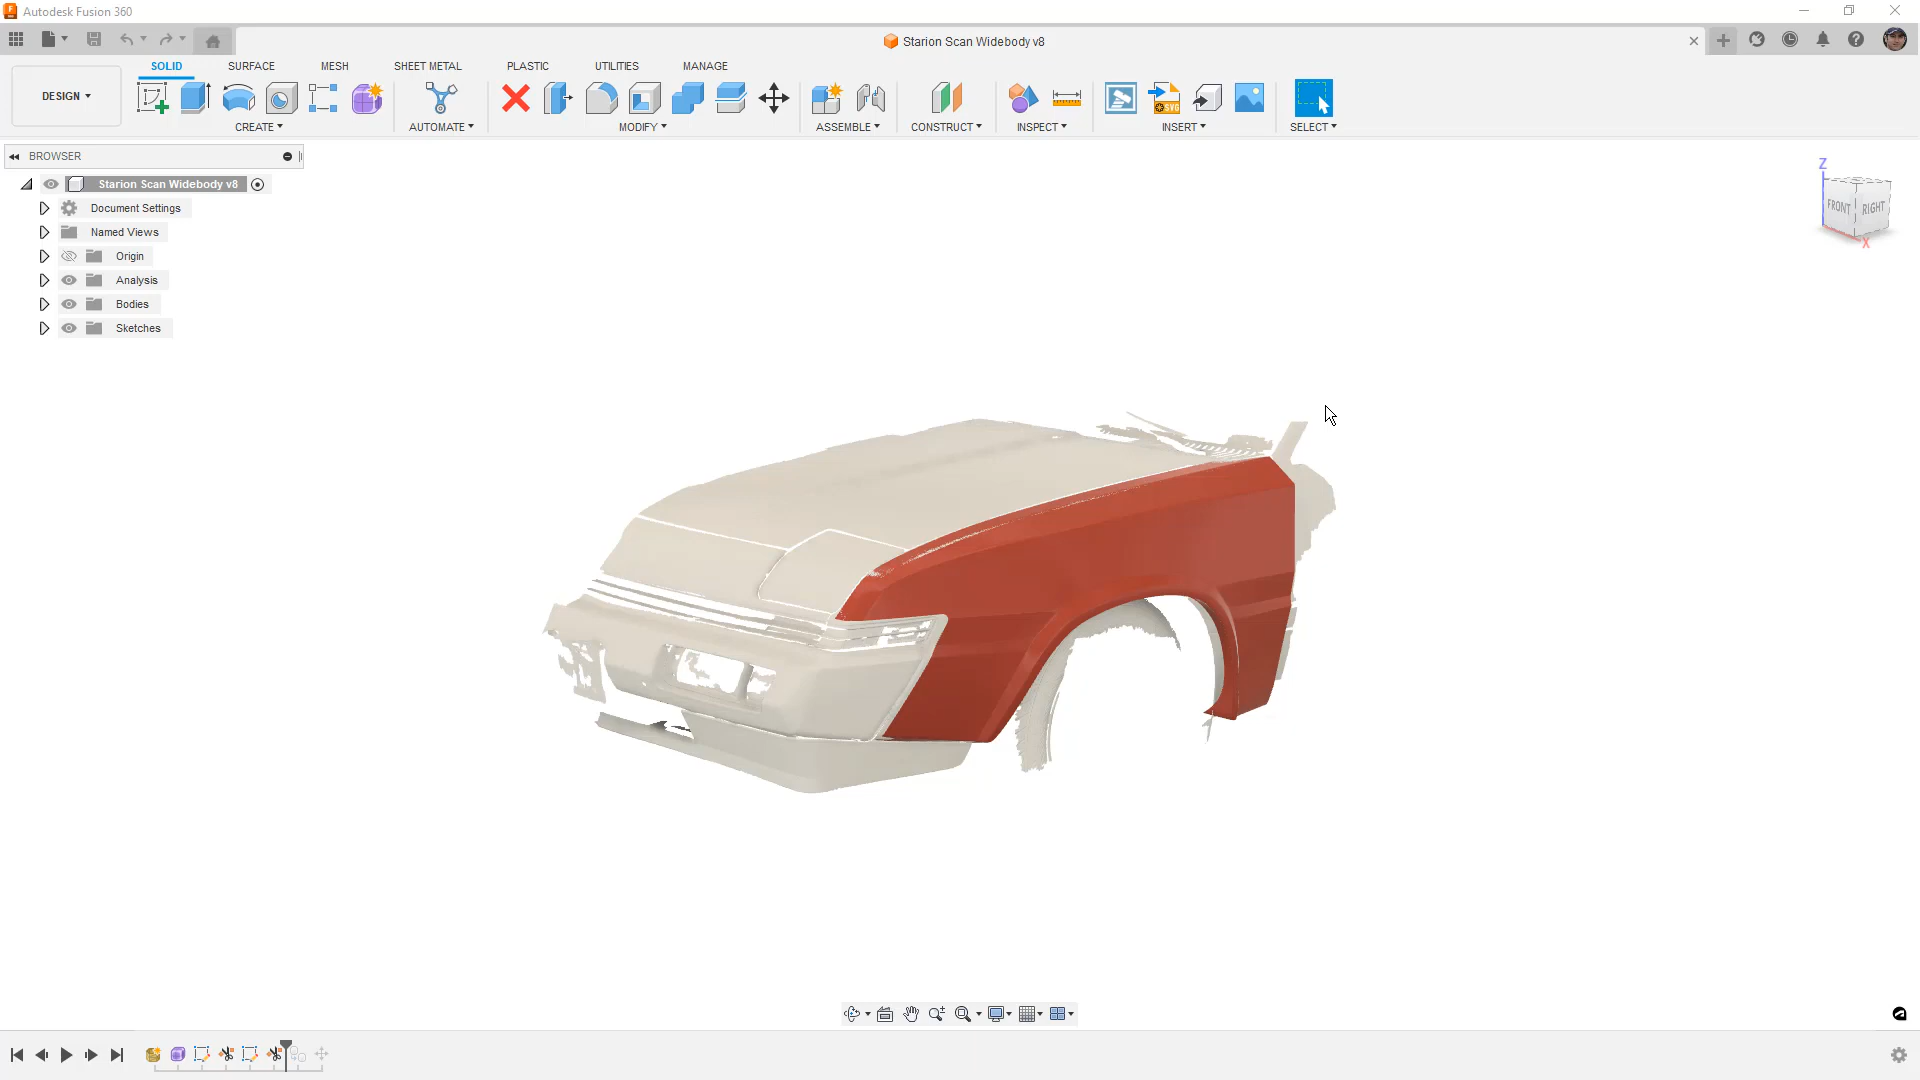 Autodesk Fusion 360
Starion Scan Widebody v8
SOLID SURFACE MESH SHEET METAL PLASTIC UTILITIES MANAGE
DESIGN
CREATE AUTOMATE MODIFY ASSEMBLE CONSTRUCT INSPECT INSERT SELECT
SVG
BROWSER
Starion Scan Widebody v8
Document Settings
Named Views
Origin
Analysis
Bodies
Sketches
Z
FRONT RIGHT
X